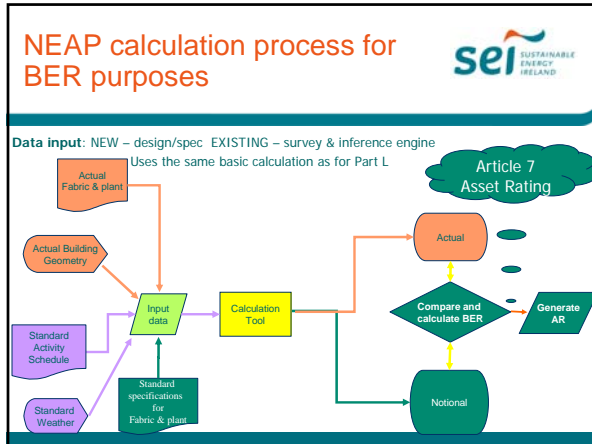 NEAP calculation process for
BER purposes
sei SUSTAINABLE
ENERGY
IRELAND
Data input: NEW – design/spec EXISTING – survey & inference engine
Uses the same basic calculation as for Part L
Article 7
Asset Rating
Actual
Fabric & plant
Actual
Actual Building
Geometry
Input
data
Calculation
Tool
Compare and
calculate BER
Generate
AR
Standard
Activity
Schedule
Standard
specifications
for
Fabric & plant
Notional
Standard
Weather